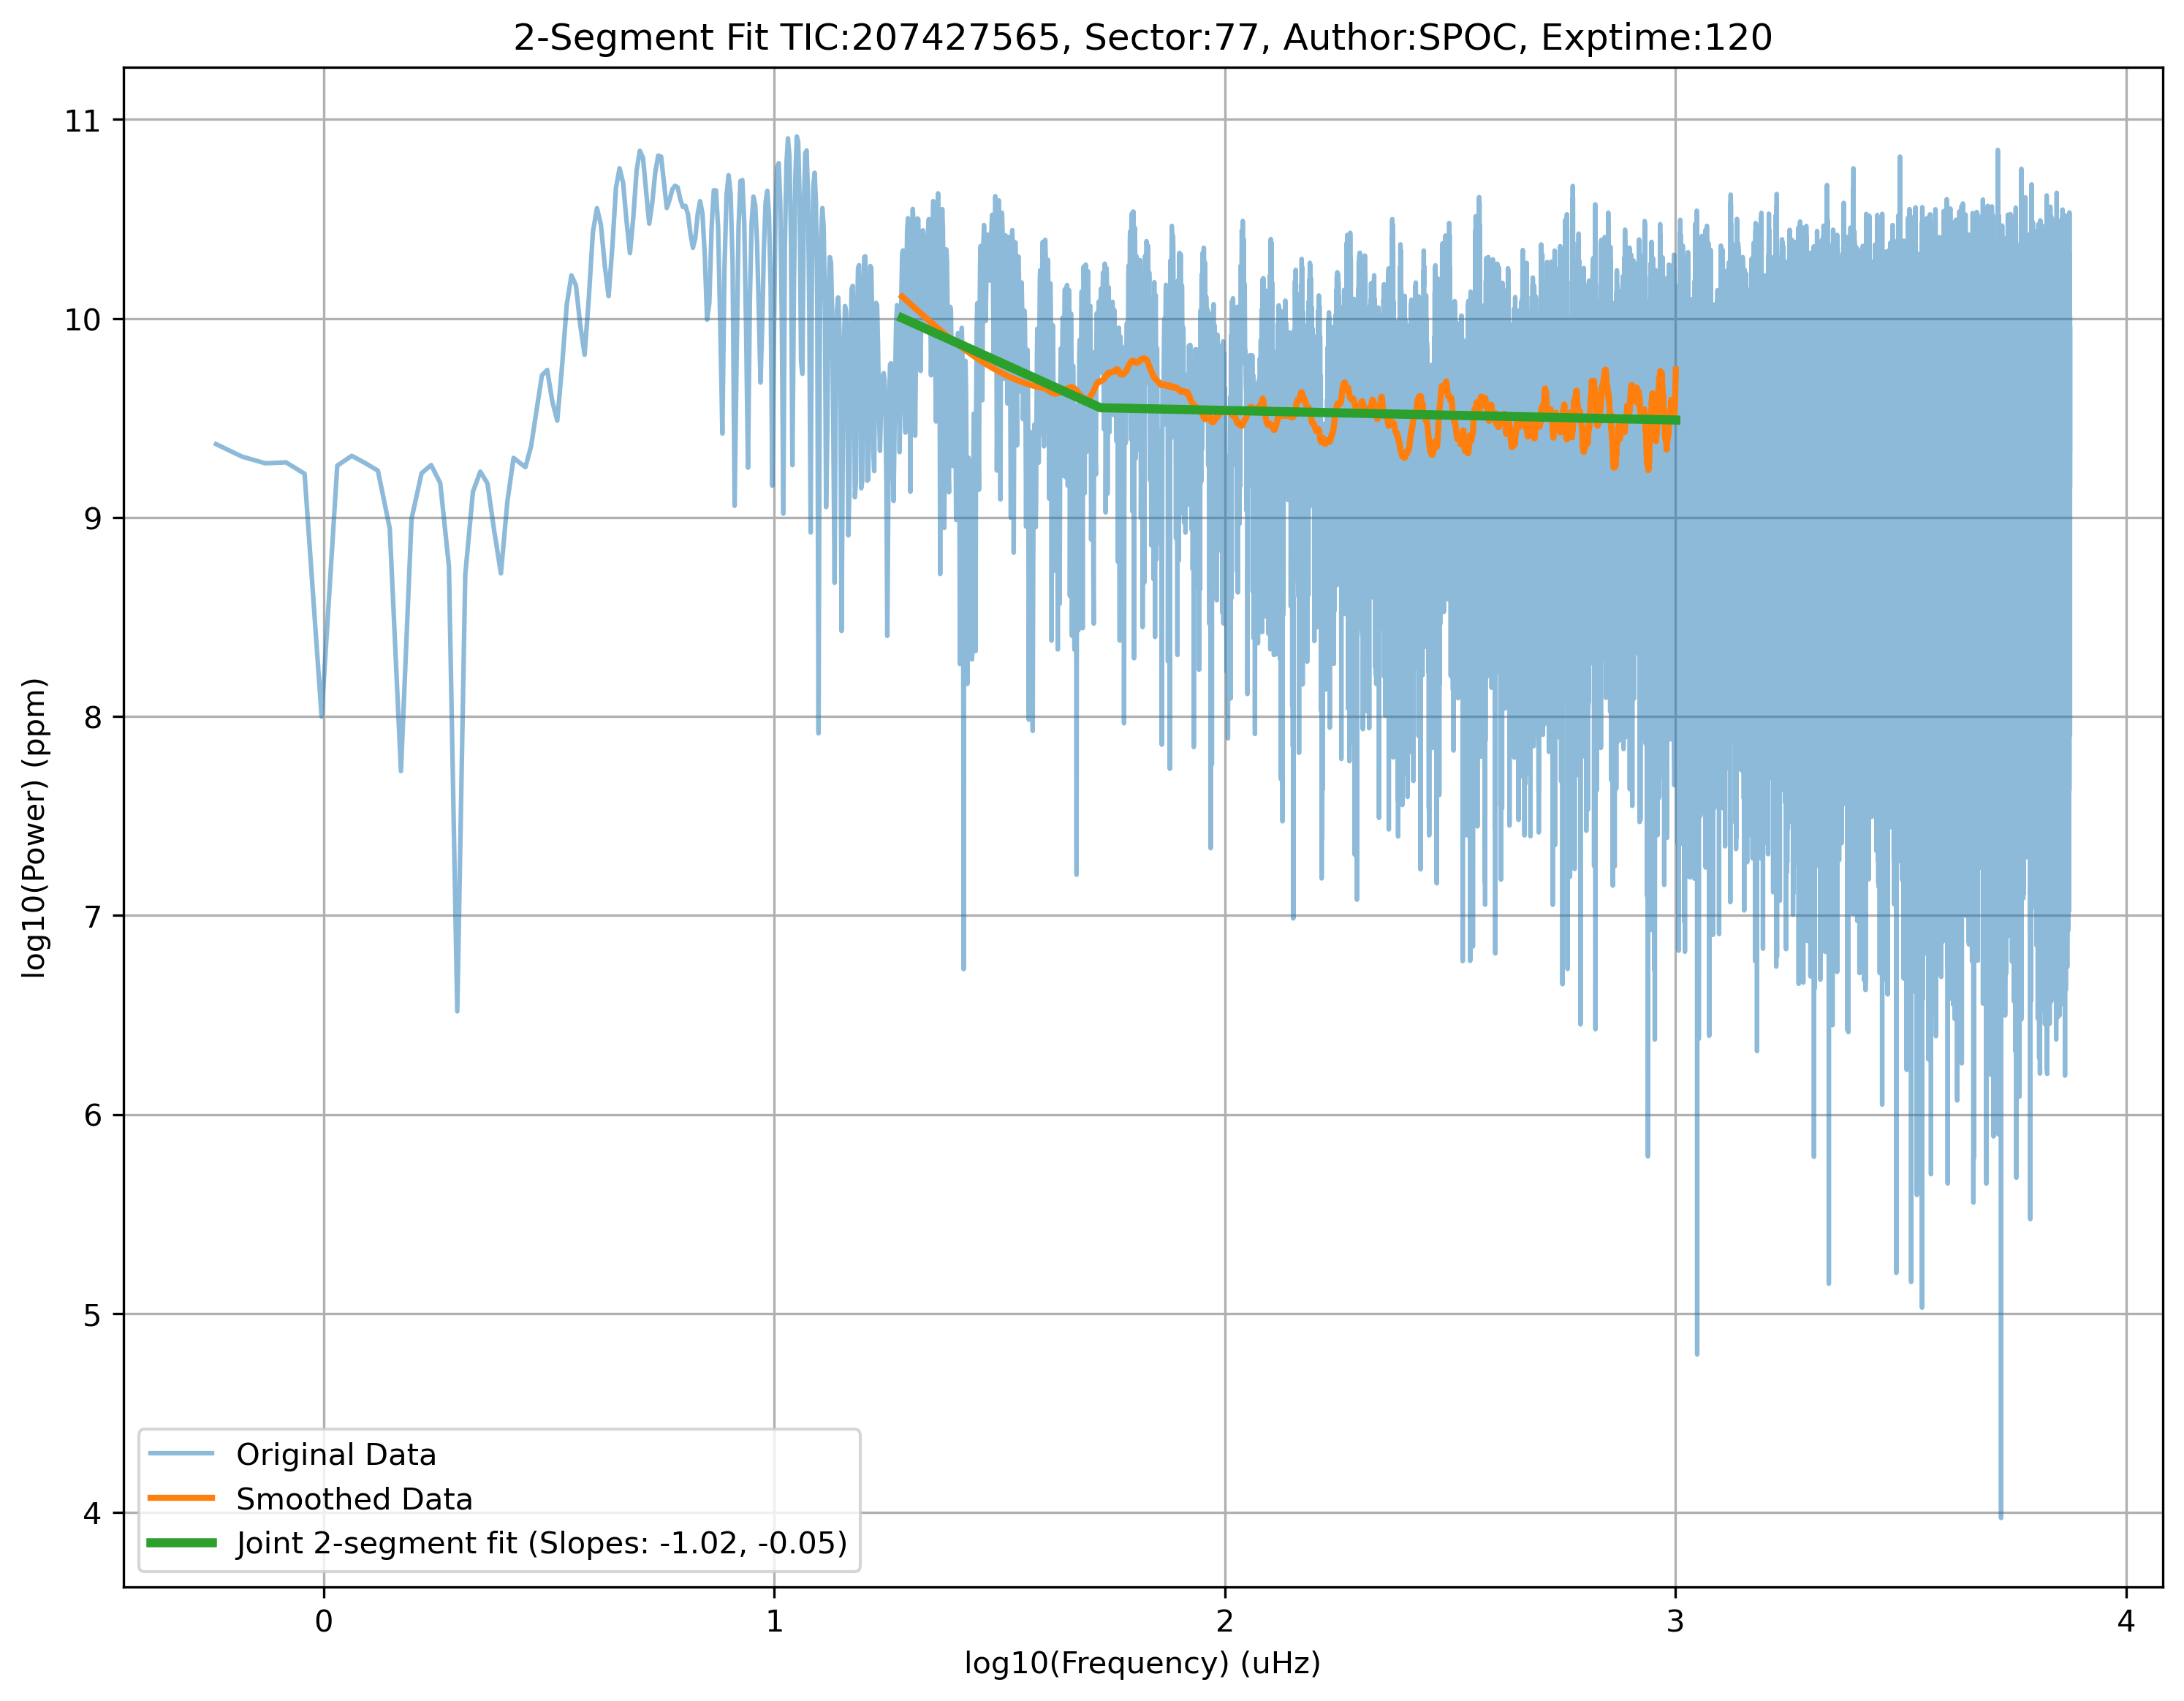 2-Segment Fit TIC:207427565, Sector:77, Author:SPOC, Exptime:120
log10(Power) (ppm)
11
10
9
8
7
6
5
4
Original Data
Smoothed Data
Joint 2-segment fit (Slopes: -1.02, -0.05)
0
1
2
3
4
log10(Frequency) (uHz)